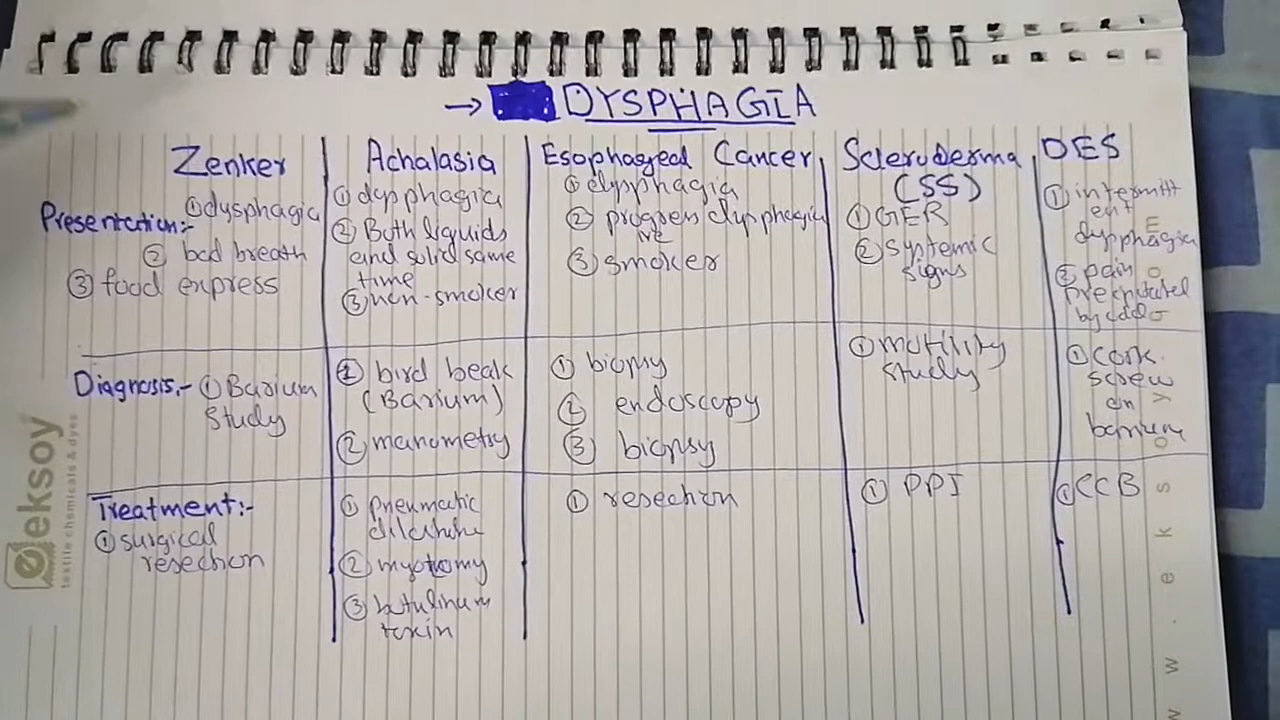 → DYSPHAGIA
Zenker
Presentation:- ① dysphagia
② bad breath
③ food express
Diagnosis:- ① Barium
study
Treatment:-
① surgical
resection
Achalasia
① dysphagia
② Both liquids
and solid same
time
③ non-smoker
① bird beak
(Barium)
② manometry
① pneumatic
② myotomy
③ botulinum
toxin
Esophageal Cancer
① dysphagia
② progressive dysphagia
③ smoker
① biopsy
② endoscopy
③ biopsy
① resection
Scleroderma
(SS)
① GER
② systemic
signs
① motility
study
① PPI
DES
① intermitt
ent
dysphagia
② pain
by cold
① cork
screw
on
barium
① CCB
eksoy
textile chemicals & dyes
w w . e k s o y . O E